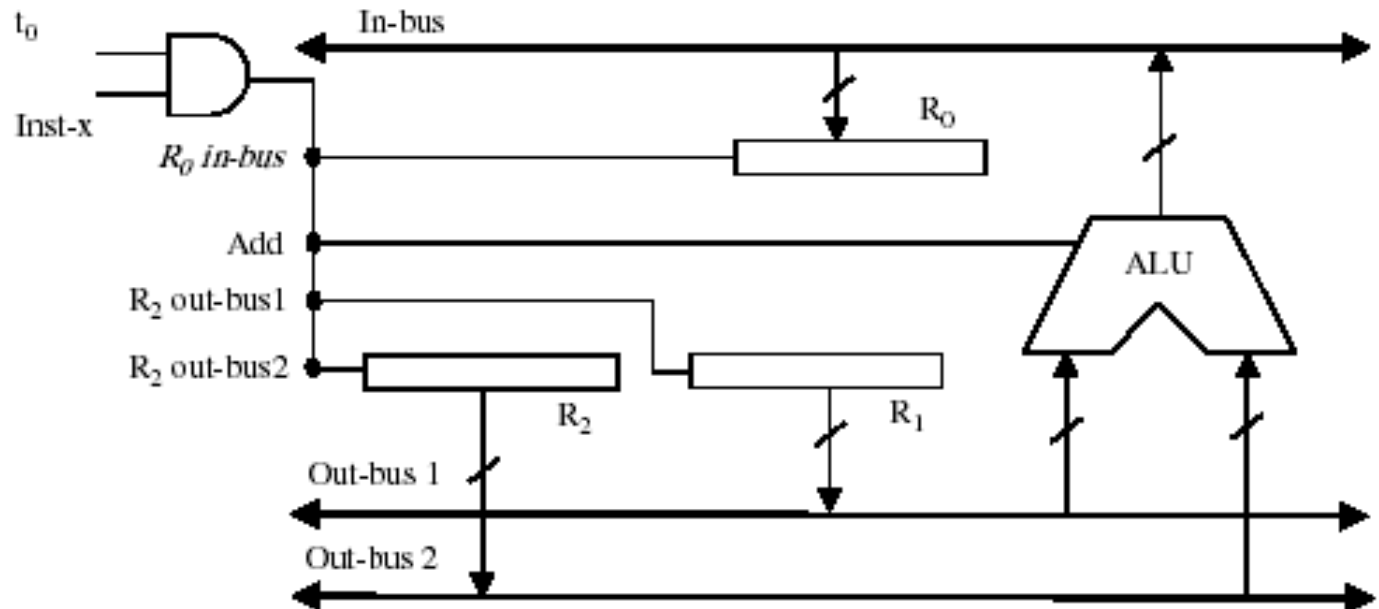 t₀
In-bus
Inst-x
R₀
R₀ in-bus
Add
ALU
R₂ out-bus1
R₂ out-bus2
R₂
R₁
Out-bus 1
Out-bus 2